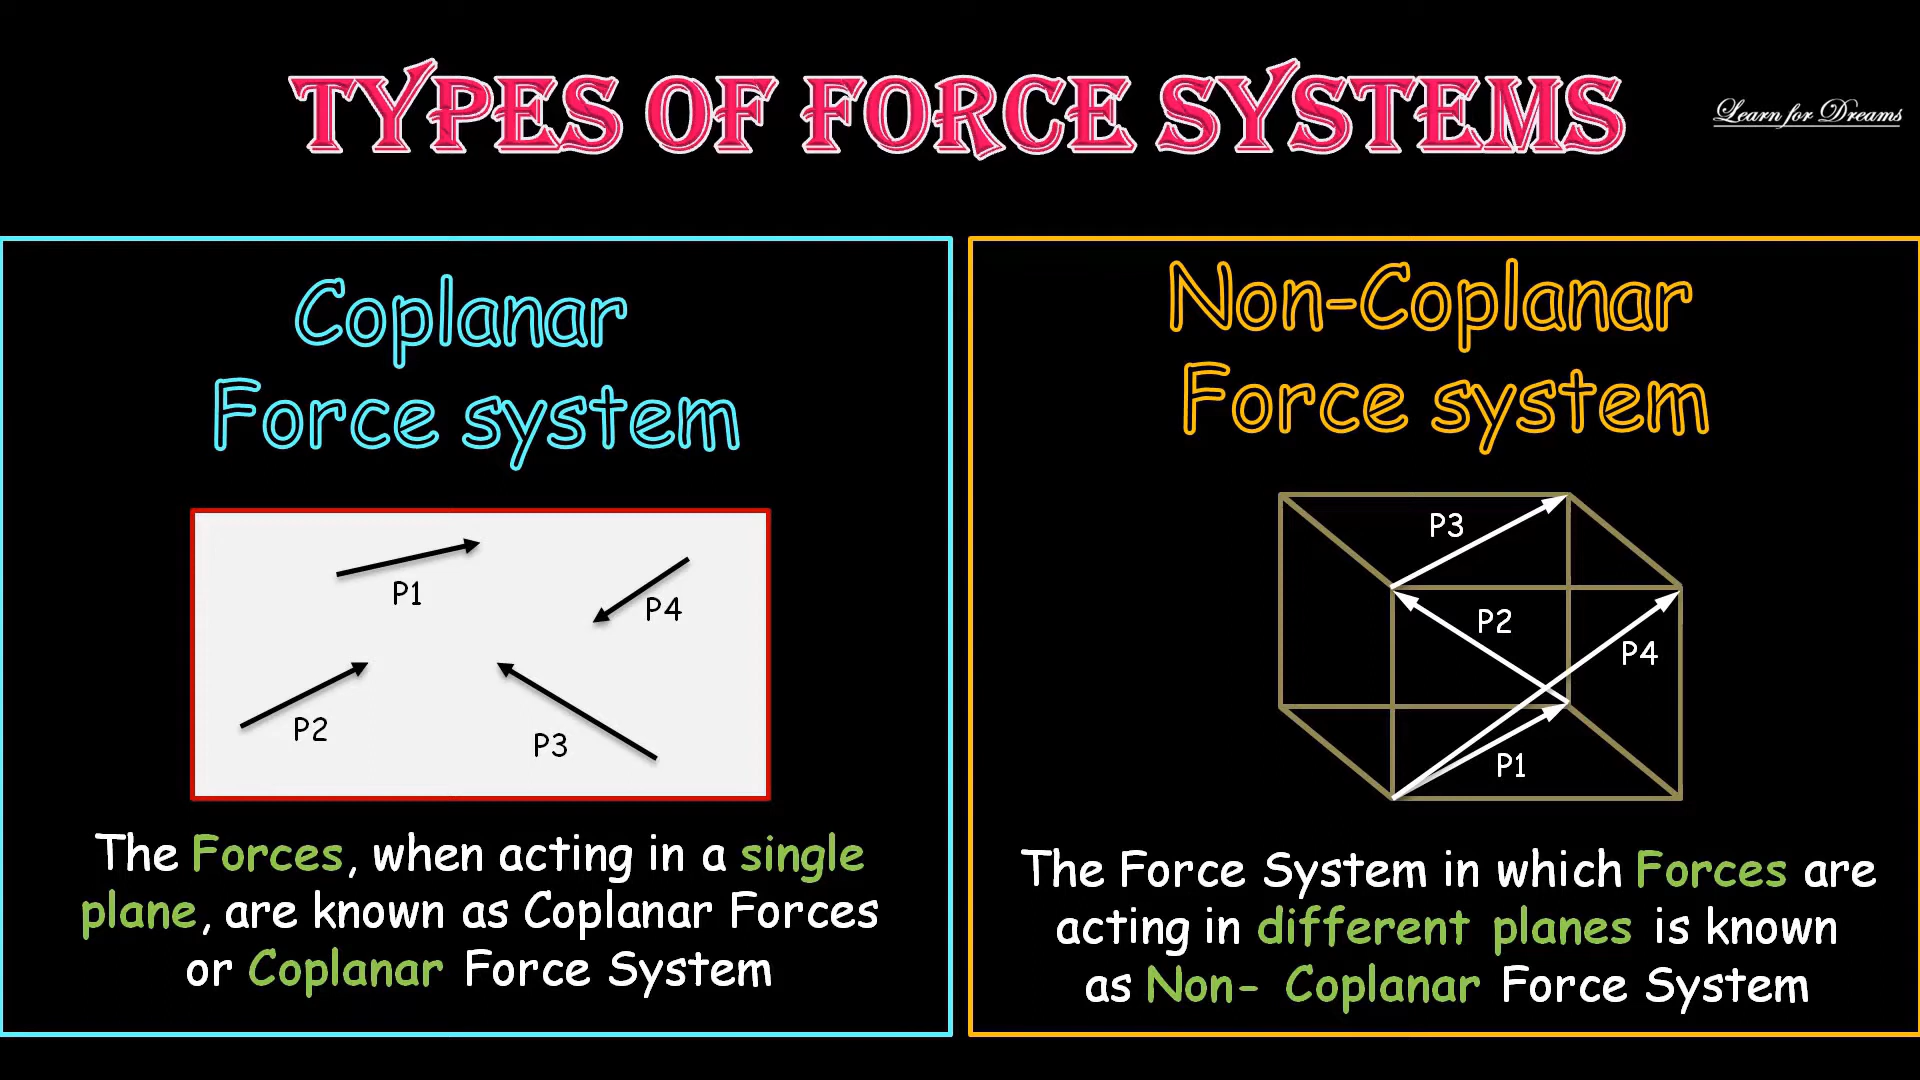 TYPES OF FORCE SYSTEMS
Learn for Dreams
Coplanar
Force system
P1
P4
P2
P3
The Forces, when acting in a single
plane, are known as Coplanar Forces
or Coplanar Force System
Non-Coplanar
Force system
P3
P2
P4
P1
The Force System in which Forces are
acting in different planes is known
as Non- Coplanar Force System